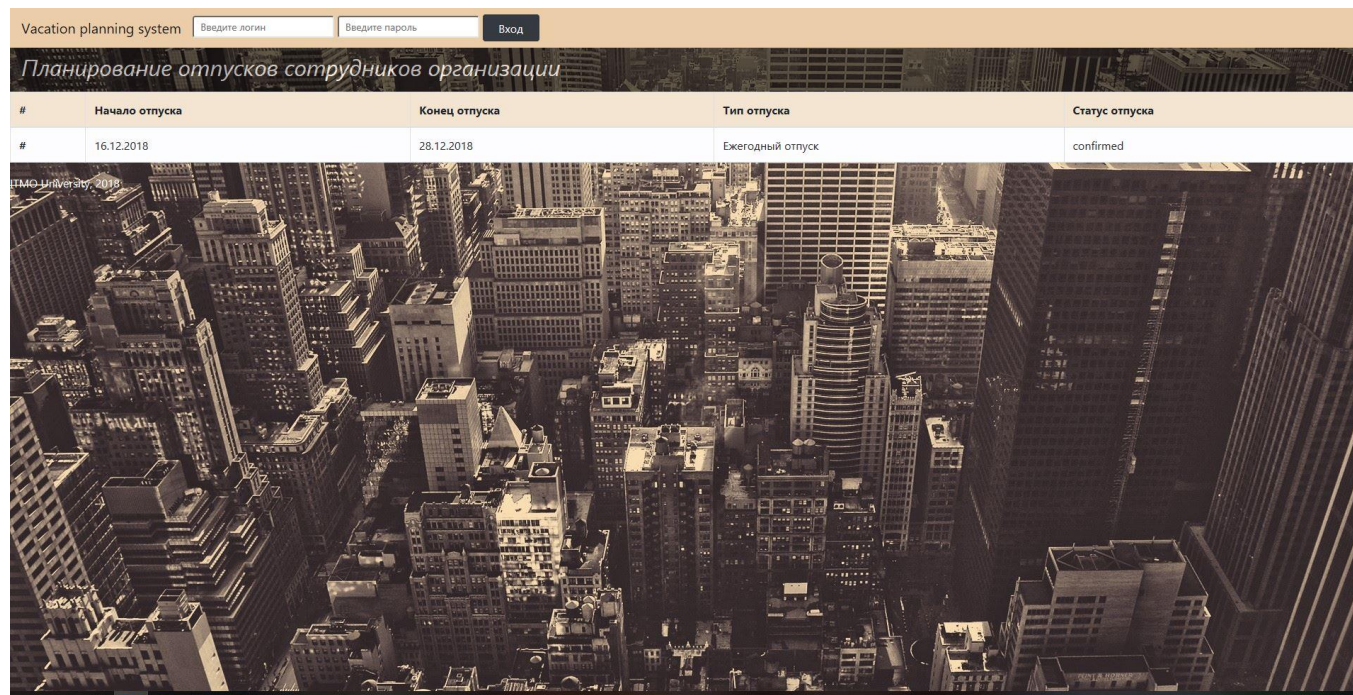 Vacation planning system Введите логин Введите пароль Вход
Планирование отпусков сотрудников организации
# Начало отпуска Конец отпуска Тип отпуска Статус отпуска
# 16.12.2018 28.12.2018 Ежегодный отпуск confirmed
ITMO University, 2018